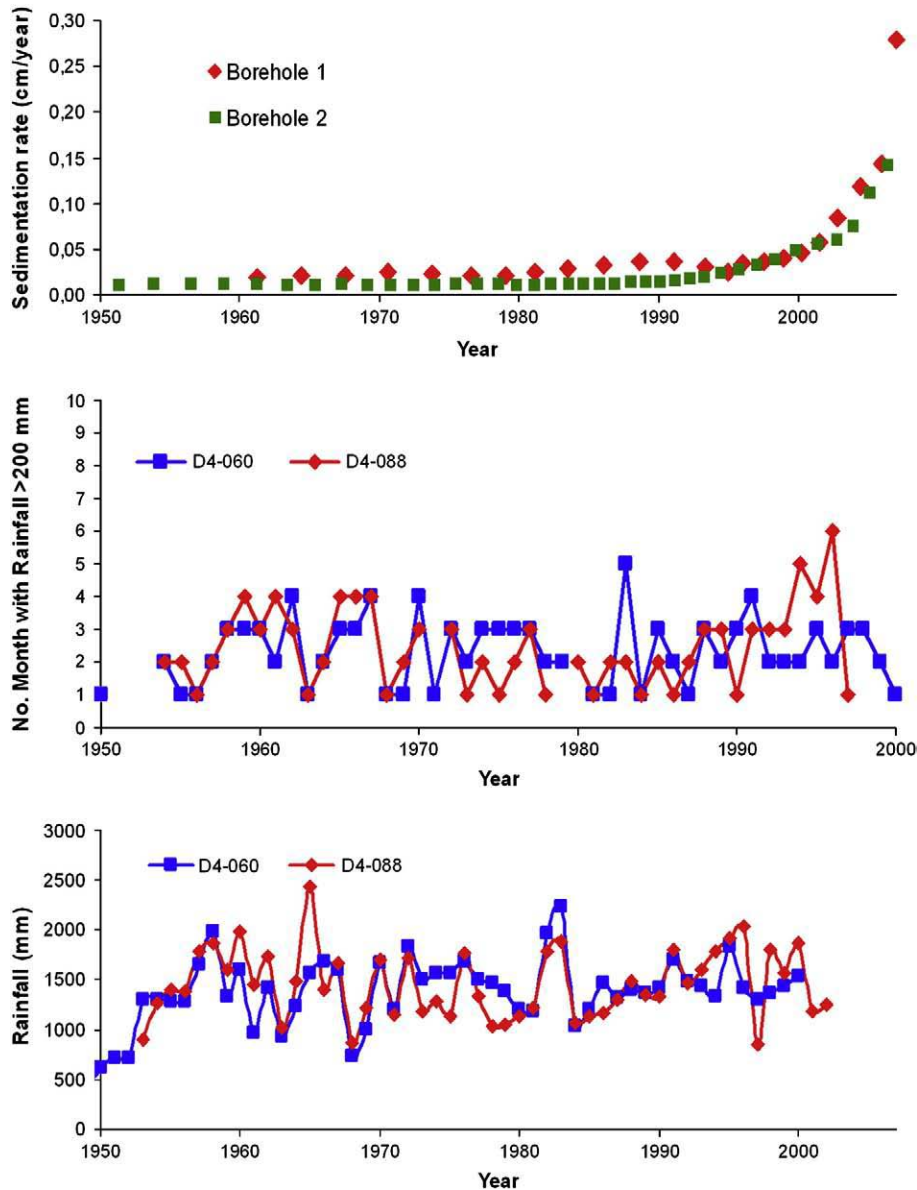 Sedimentation rate (cm/year)
0,30
0,25
0,20
0,15
0,10
0,05
0,00
Borehole 1
Borehole 2
1950 1960 1970 1980 1990 2000
Year
No. Month with Rainfall >200 mm
10
9
8
7
6
5
4
3
2
1
0
D4-060 D4-088
1950 1960 1970 1980 1990 2000
Year
Rainfall (mm)
3000
2500
2000
1500
1000
500
0
D4-060 D4-088
1950 1960 1970 1980 1990 2000
Year